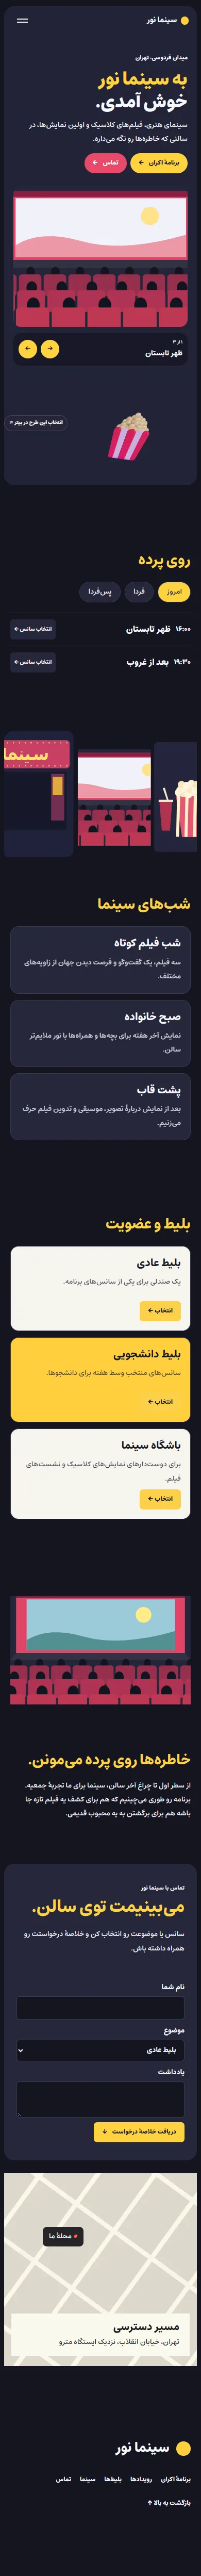 سینما نور
میدان فردوسی، تهران
به سینما نور
خوش آمدی.
سینمای هنری، فیلم‌های کلاسیک و اولین نمایش‌ها، در
سالنی که خاطره‌ها رو نگه می‌داره.
برنامهٔ اکران ←
تماس ←
۱ از ۳
ظهر تابستان
→ ←
انتخاب این طرح در بیلر ↗
روی پرده
امروز فردا پس‌فردا
۱۶:۰۰ ظهر تابستان انتخاب سانس ←
۱۹:۳۰ بعد از غروب انتخاب سانس ←
سینما
شب‌های سینما
شب فیلم کوتاه
سه فیلم، یک گفت‌وگو و فرصت دیدن جهان از زاویه‌های
مختلف.
صبح خانواده
نمایش آخر هفته برای بچه‌ها و همراه‌ها با نور ملایم‌تر
سالن.
پشت قاب
بعد از نمایش دربارهٔ تصویر، موسیقی و تدوین فیلم حرف
می‌زنیم.
بلیط و عضویت
بلیط عادی
یک صندلی برای یکی از سانس‌های برنامه.
انتخاب ←
بلیط دانشجویی
سانس‌های منتخب وسط هفته برای دانشجوها.
انتخاب ←
باشگاه سینما
برای دوست‌دارهای نمایش‌های کلاسیک و نشست‌های
فیلم.
انتخاب ←
خاطره‌ها روی پرده می‌مونن.
از سطر اول تا چراغ آخر سالن، سینما برای ما تجربهٔ جمعیه.
برنامه رو طوری می‌چینیم که هم برای کشف یه فیلم تازه جا
باشه هم برای برگشتن به یه محبوب قدیمی.
تماس با سینما نور
می‌بینیمت توی سالن.
سانس یا موضوعت رو انتخاب کن و خلاصهٔ درخواستت رو
همراه داشته باش.
نام شما
موضوع
بلیط عادی
یادداشت
دریافت خلاصهٔ درخواست ↓
محلهٔ ما
مسیر دسترسی
تهران، خیابان انقلاب، نزدیک ایستگاه مترو
سینما نور
برنامهٔ اکران رویدادها بلیط‌ها سینما تماس
بازگشت به بالا ↑